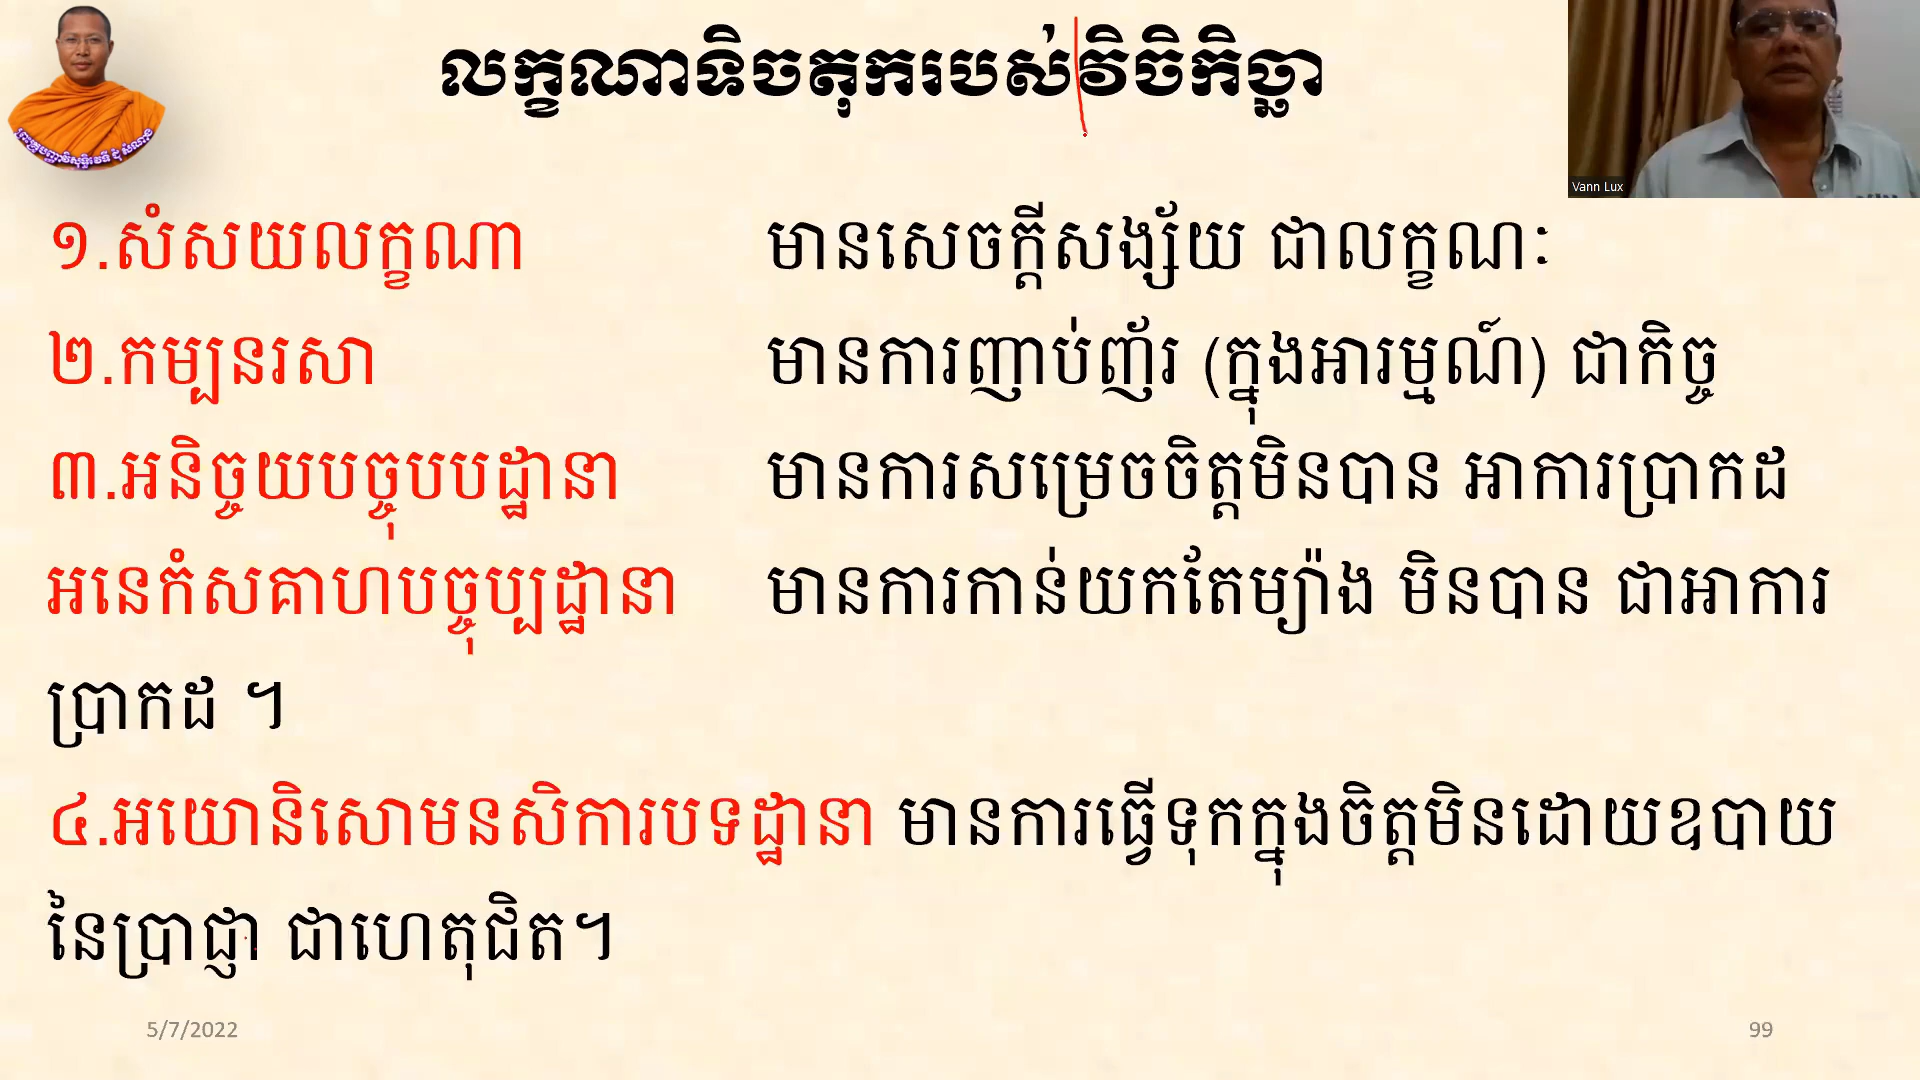 លក្ខណាទិចតុករបស់វិចិកិច្ឆា
Vann Lux
១.សំសយលក្ខណា មានសេចក្ដីសង្ស័យ ជាលក្ខណៈ
២.កម្បនរសា មានការញាប់ញ័រ (ក្នុងអារម្មណ៍) ជាកិច្ច
៣.អនិច្ចយបច្ចុបបដ្ឋានា មានការសម្រេចចិត្តមិនបាន អាការប្រាកដ
អនេកំសគាហបច្ចុប្បដ្ឋានា មានការកាន់យកតែម្យ៉ាង មិនបាន ជាអាការ
ប្រាកដ ។
៤.អយោនិសោមនសិការបទដ្ឋានា មានការធ្វើទុកក្នុងចិត្តមិនដោយឧបាយ
នៃប្រាជ្ញា ជាហេតុជិត។
5/7/2022
99